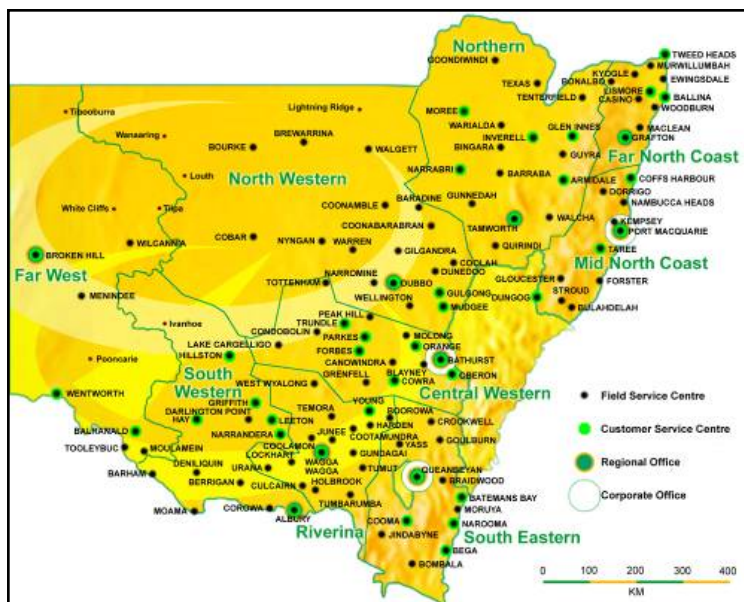 Northern
GOONDIWINDI
TEXAS
BONALBO
KYOGLE
TWEED HEADS
MURWILLUMBAH
EWINGSDALE
TENTERFIELD
LISMORE
CASINO
BALLINA
WOODBURN
Tibooburra
Lightning Ridge
MOREE
WARIALDA
INVERELL
GLEN INNES
MACLEAN
GRAFTON
Wanaaring
BREWARRINA
BOURKE
WALGETT
BINGARA
GUYRA
Far North Coast
Louth
North Western
NARRABRI
BARRABA
ARMIDALE
COFFS HARBOUR
DORRIGO
White Cliffs
Tilpa
COONAMBLE
BARADINE
GUNNEDAH
NAMBUCCA HEADS
COONABARABRAN
TAMWORTH
WALCHA
KEMPSEY
PORT MACQUARIE
WILCANNIA
COBAR
NYNGAN
WARREN
GILGANDRA
QUIRINDI
TAREE
BROKEN HILL
Far West
COOLAH
DUNEDOO
Mid North Coast
MENINDEE
TOTTENHAM
NARROMINE
DUBBO
GLOUCESTER
FORSTER
WELLINGTON
GULGONG
MUDGEE
DUNGOG
STROUD
BULAHDELAH
Ivanhoe
PEAK HILL
TRUNDLE
CONDOBOLIN
PARKES
MOLONG
ORANGE
LAKE CARGELLIGO
FORBES
BATHURST
Pooncarie
HILLSTON
CANOWINDRA
BLAYNEY
OBERON
South
Western
WEST WYALONG
GRENFELL
COWRA
Central Western
Field Service Centre
WENTWORTH
GRIFFITH
DARLINGTON POINT
HAY
LEETON
TEMORA
YOUNG
BOOROWA
CROOKWELL
Customer Service Centre
BALRANALD
NARRANDERA
JUNEE
HARDEN
COOTAMUNDRA
GOULBURN
TOOLEYBUC
MOULAMEIN
COOLAMON
YASS
Regional Office
LOCKHART
WAGGA
WAGGA
GUNDAGAI
BARHAM
DENILIQUIN
URANA
TUMUT
QUEANBEYAN
BRAIDWOOD
Corporate Office
BERRIGAN
CULCAIRN
HOLBROOK
BATEMANS BAY
MOAMA
COROWA
ALBURY
TUMBARUMBA
MORUYA
Riverina
COOMA
NAROOMA
JINDABYNE
South Eastern
BEGA
BOMBALA
0 100 200 300 400
KM